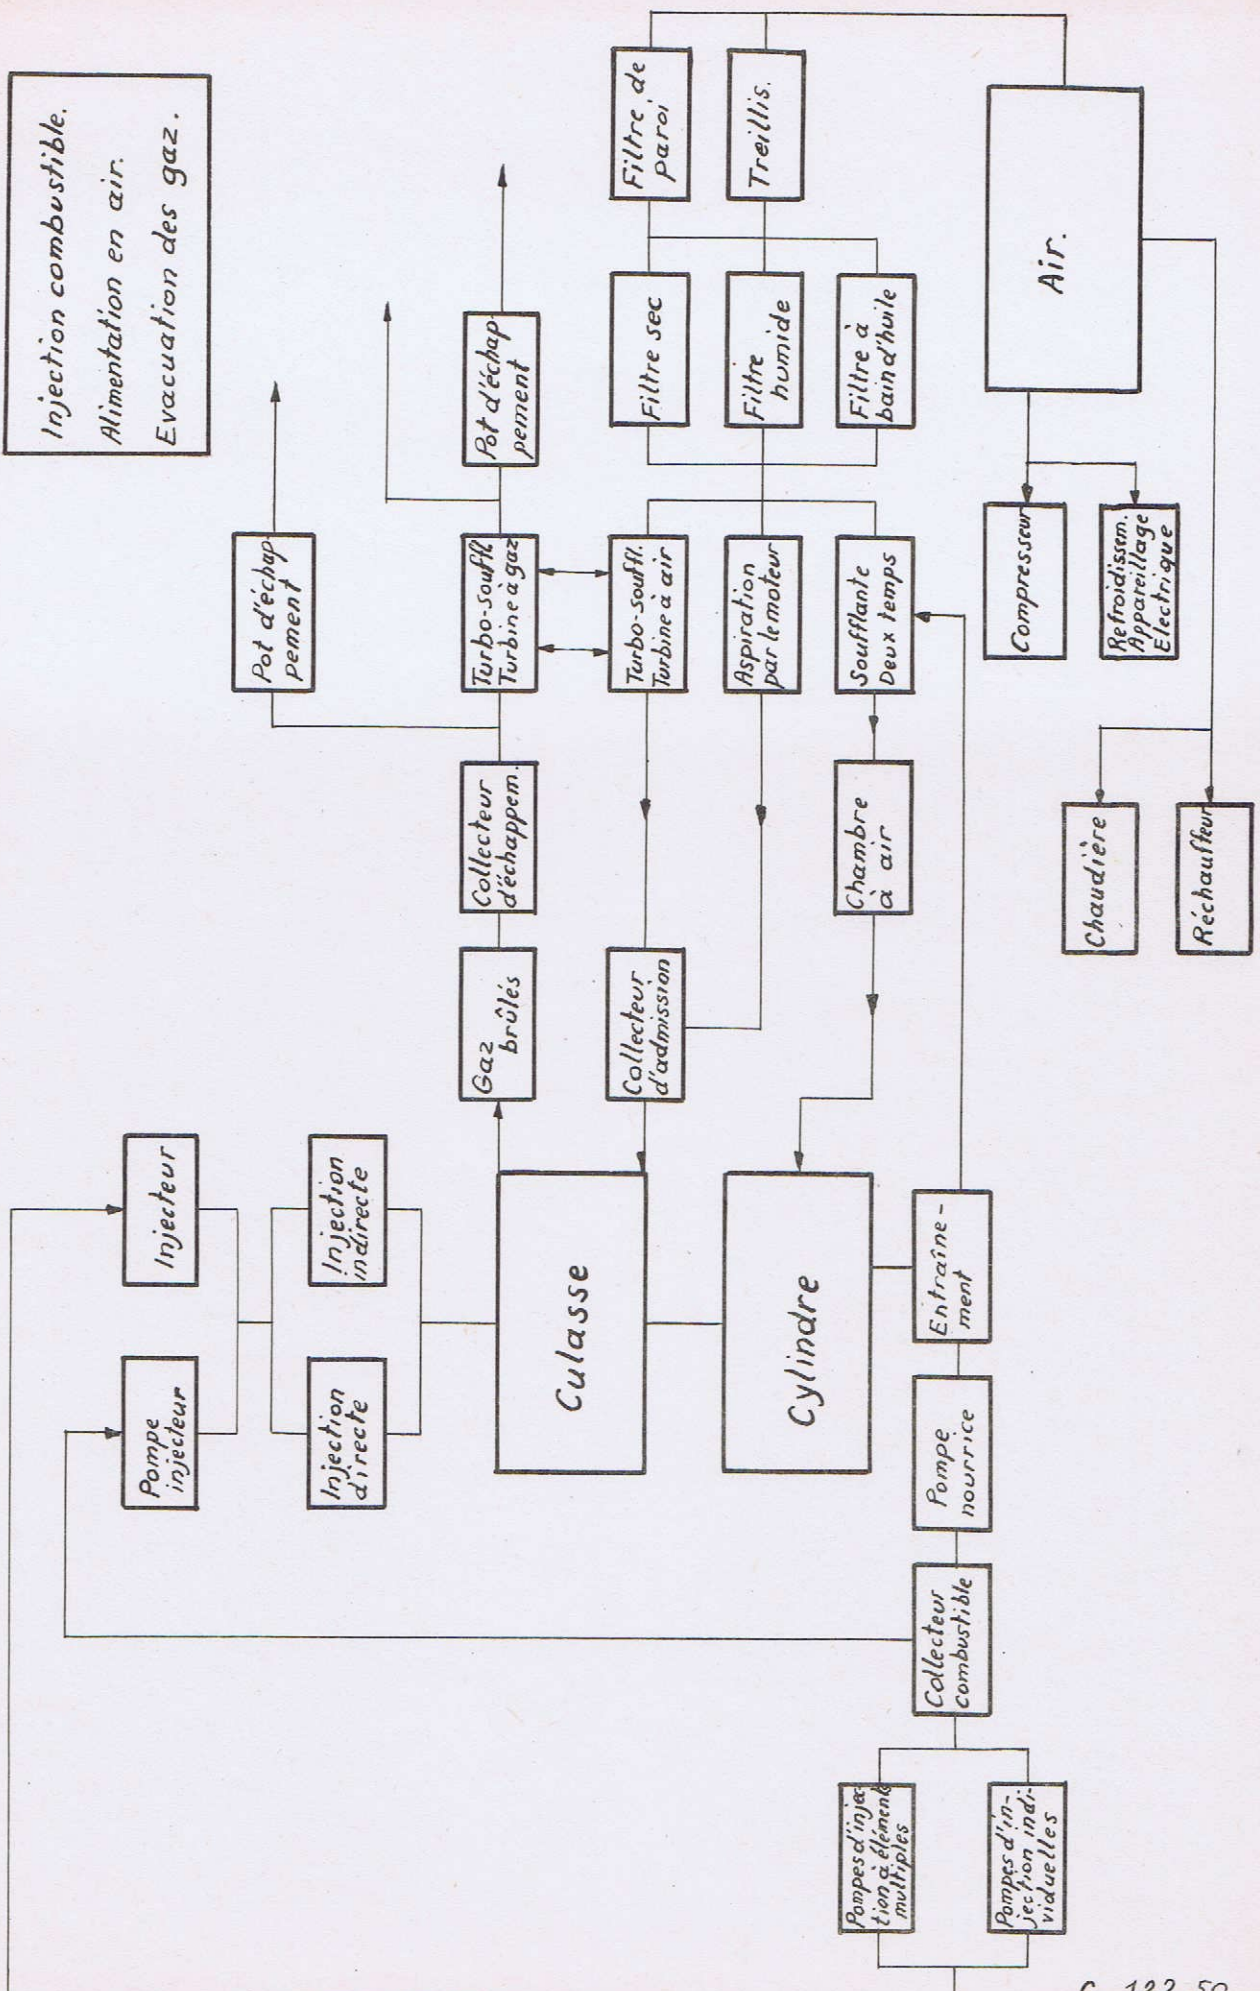 Injection combustible.
Alimentation en air.
Evacuation des gaz.
Pompe
injecteur
Injecteur
Pot d'échap-
pement
Injection
directe
Injection
indirecte
Culasse
Gaz
brûlés
Collecteur
d'échappem.
Turbo-souffl.
Turbine à gaz
Pot d'échap-
pement
Collecteur
d'admission
Turbo-souffl.
Turbine à air
Filtre sec
Filtre de
paroi
Cylindre
Aspiration
par le moteur
Filtre
humide
Treillis.
Chambre
à air
Soufflante
Deux temps
Filtre à
bain d'huile
Pompes d'injec-
tion à éléments
multiples
Collecteur
combustible
Pompe
nourrice
Entraîne-
ment
Pompes d'in-
jection indi-
viduelles
Compresseur
Air.
Chaudière
Refroidissem.
Appareillage
Electrique
Réchauffeur